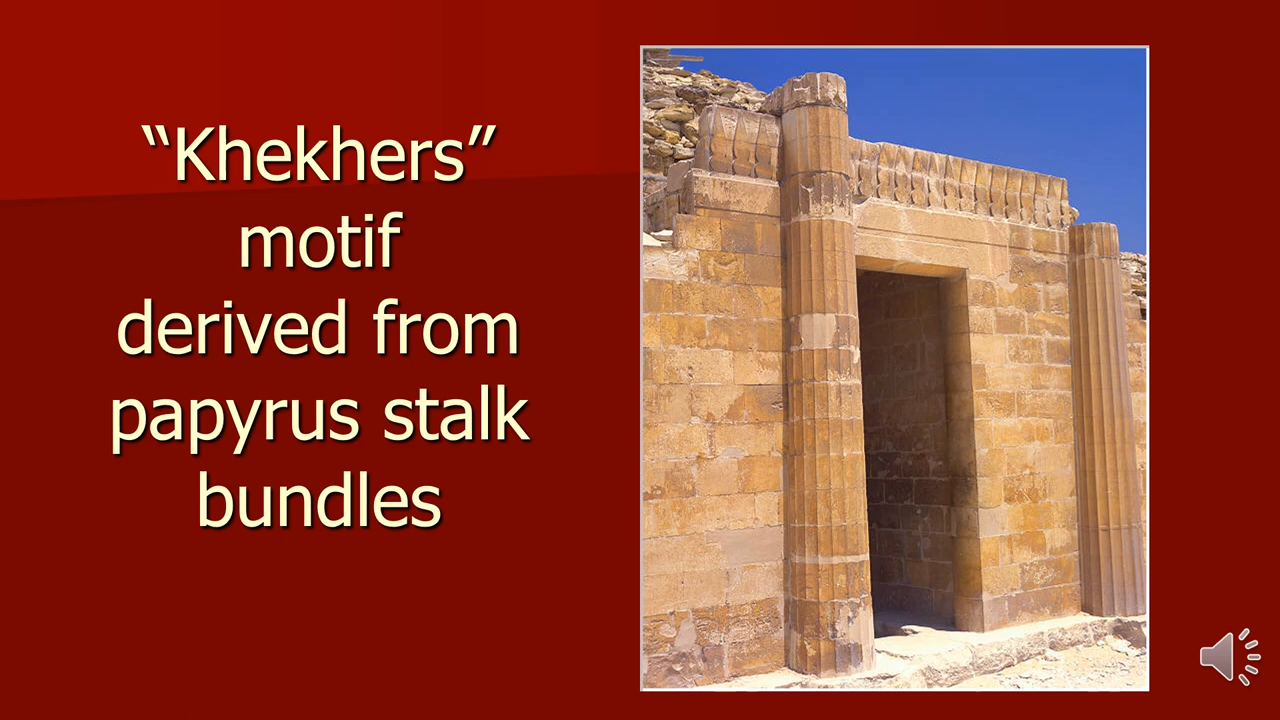 “Khekhers”
motif
derived from
papyrus stalk
bundles